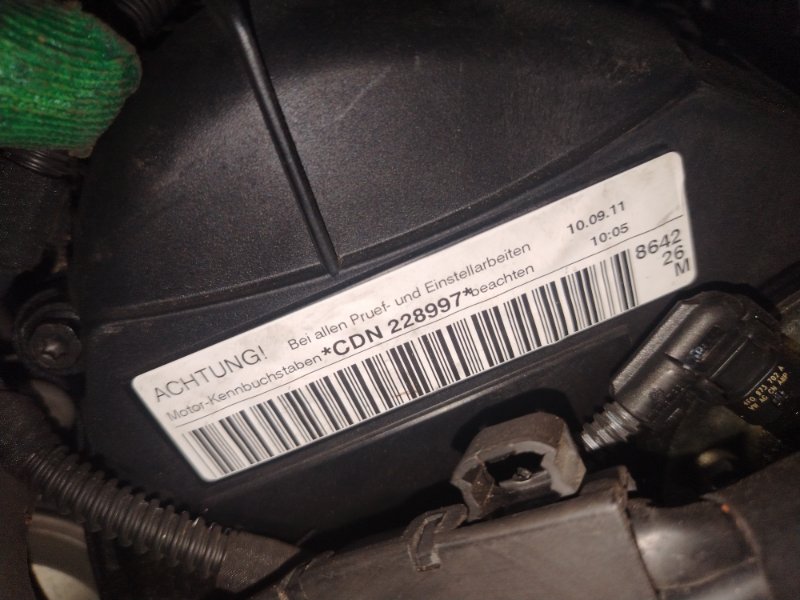 ACHTUNG! Bei allen Pruef- und Einstellarbeiten 10.09.11
Motor-Kennbuchstaben *CDN 228997* beachten 10:05
8642
26
M